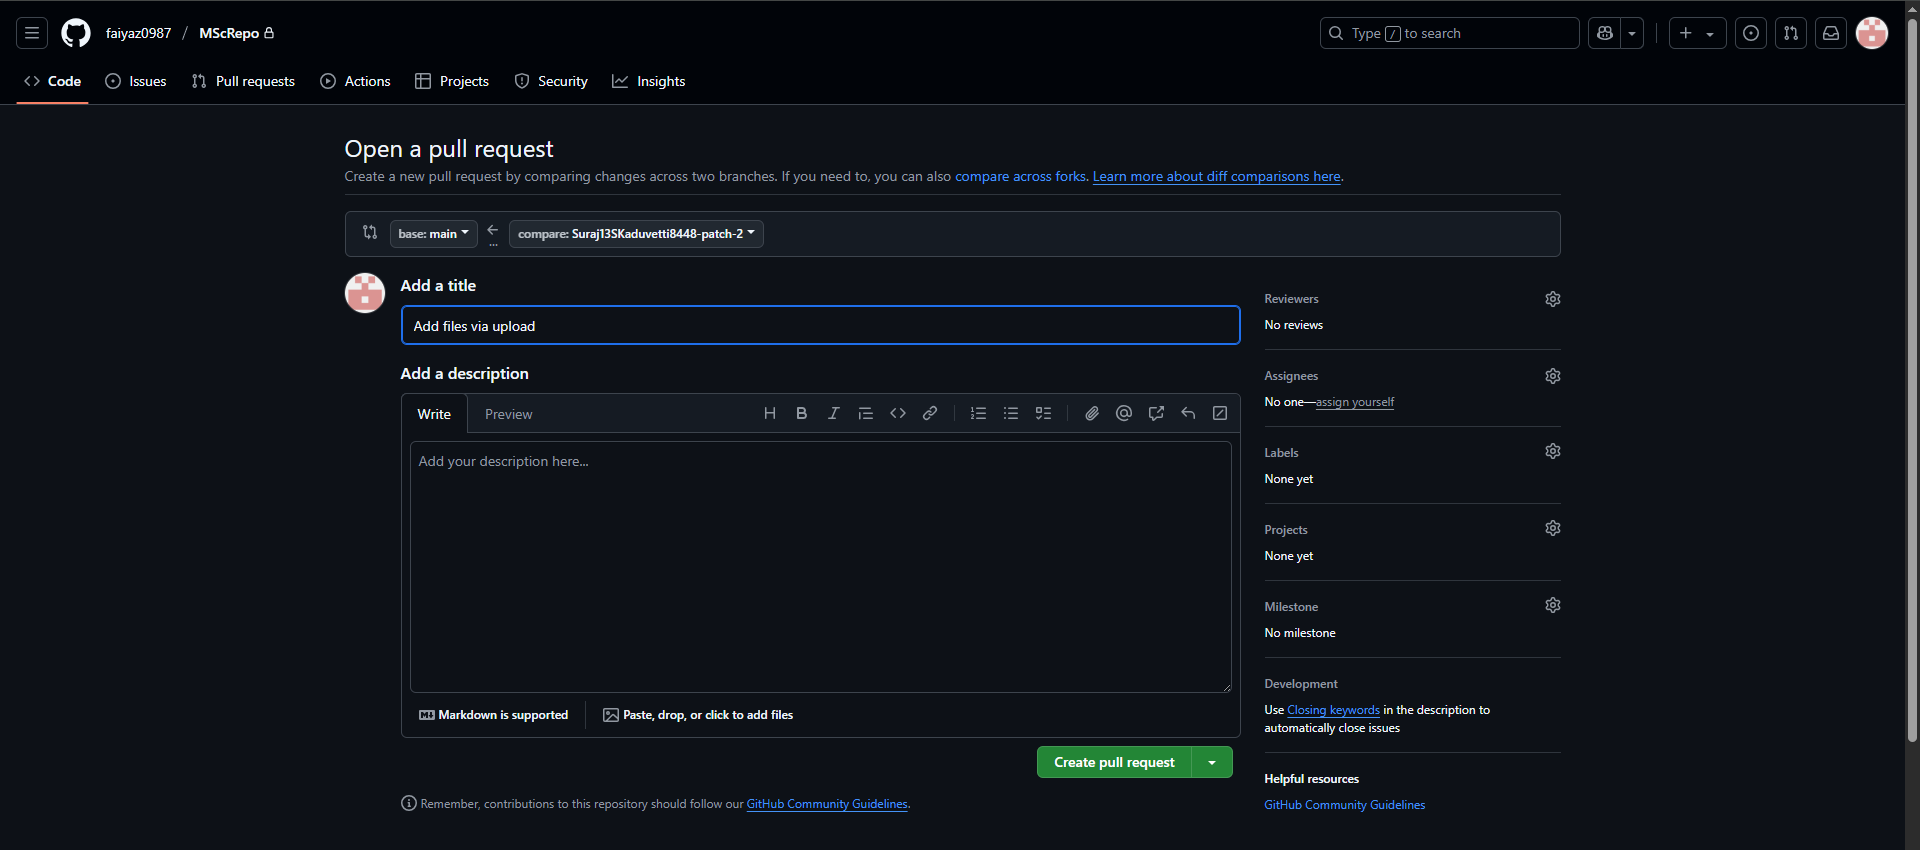 faiyaz0987 / MScRepo
Type / to search
Code Issues Pull requests Actions Projects Security Insights
Open a pull request
Create a new pull request by comparing changes across two branches. If you need to, you can also compare across forks. Learn more about diff comparisons here.
base: main ... compare: Suraj13SKaduvetti8448-patch-2
Add a title
Add files via upload
Add a description
Write Preview
Add your description here...
Markdown is supported Paste, drop, or click to add files
Create pull request
Remember, contributions to this repository should follow our GitHub Community Guidelines.
Reviewers
No reviews
Assignees
No one—assign yourself
Labels
None yet
Projects
None yet
Milestone
No milestone
Development
Use Closing keywords in the description to
automatically close issues
Helpful resources
GitHub Community Guidelines